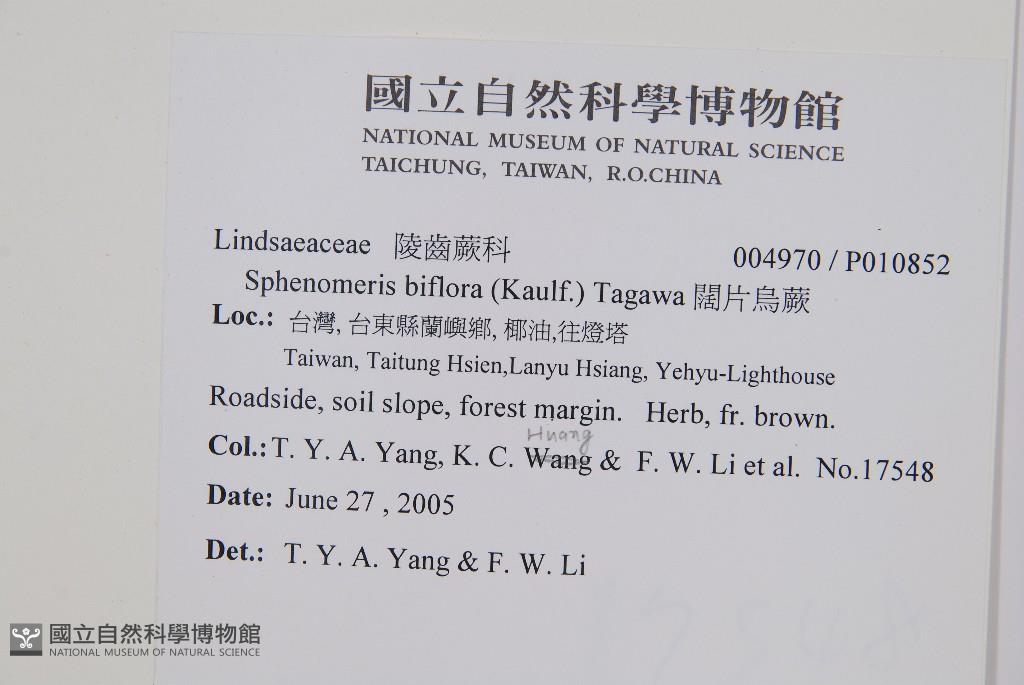 國立自然科學博物館
NATIONAL MUSEUM OF NATURAL SCIENCE
TAICHUNG, TAIWAN, R.O.CHINA
Lindsaeaceae 陵齒蕨科 004970 / P010852
Sphenomeris biflora (Kaulf.) Tagawa 闊片烏蕨
Loc.: 台灣, 台東縣蘭嶼鄉, 椰油,往燈塔
Taiwan, Taitung Hsien,Lanyu Hsiang, Yehyu-Lighthouse
Roadside, soil slope, forest margin. Herb, fr. brown.
Huang
Col.: T. Y. A. Yang, K. C. Wang & F. W. Li et al. No.17548
Date: June 27 , 2005
Det.: T. Y. A. Yang & F. W. Li
國立自然科學博物館
NATIONAL MUSEUM OF NATURAL SCIENCE